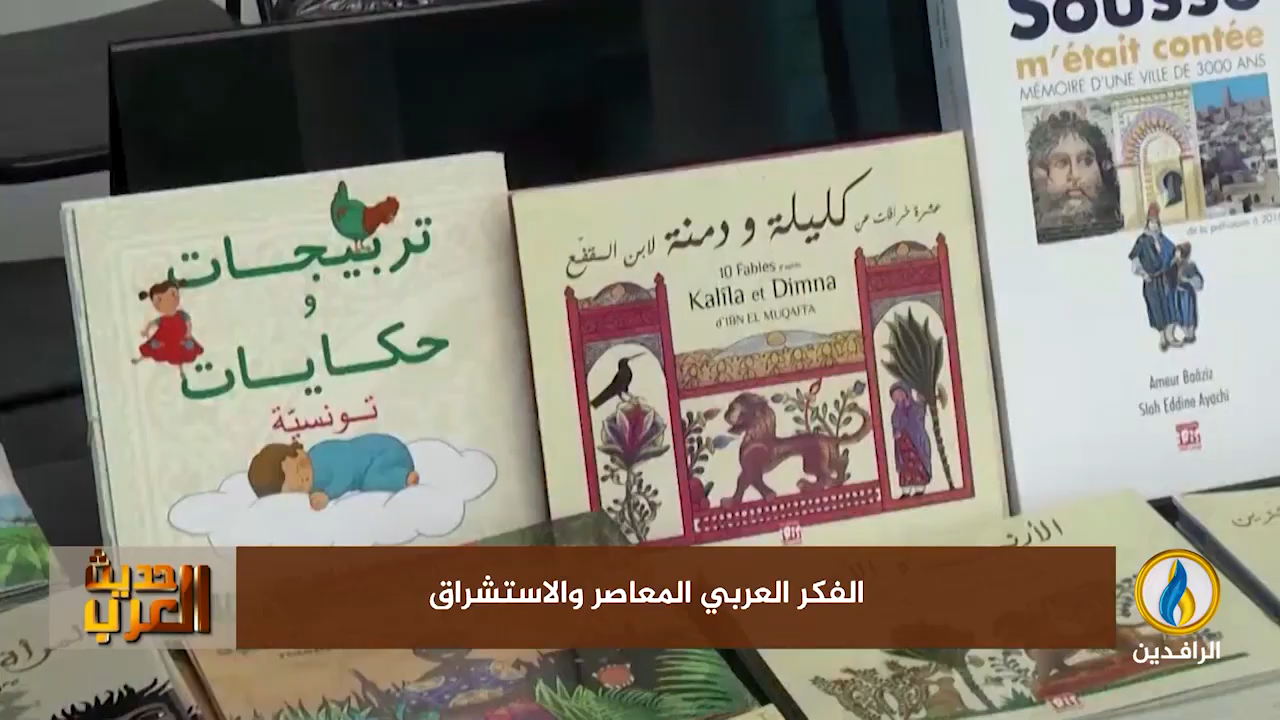 Sousse
m'était contée
MÉMOIRE D'UNE VILLE DE 3000 ANS
Ameur Baâziz
Slah Eddine Ayachi
تربيجات
و
حكايات
تونسيّة
عشرة خرافات عن كليلة و دمنة لابن المقفّع
10 Fables d'après
Kalîla et Dimna
d'IBN EL MUQAFFA
الفكر العربي المعاصر والاستشراق
حديث
العرب
الرافدين